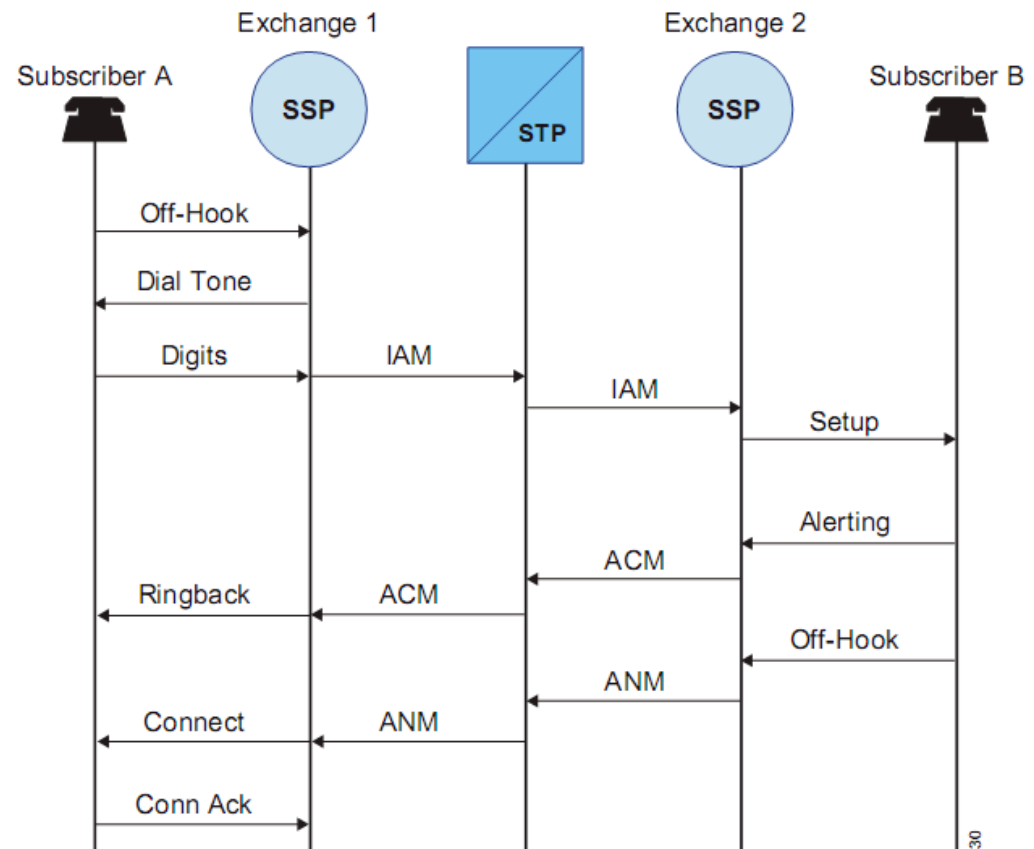 Exchange 1
Exchange 2
Subscriber A
Subscriber B
SSP
STP
SSP
Off-Hook
Dial Tone
Digits
IAM
IAM
Setup
Alerting
ACM
Ringback
ACM
Off-Hook
ANM
Connect
ANM
Conn Ack
30